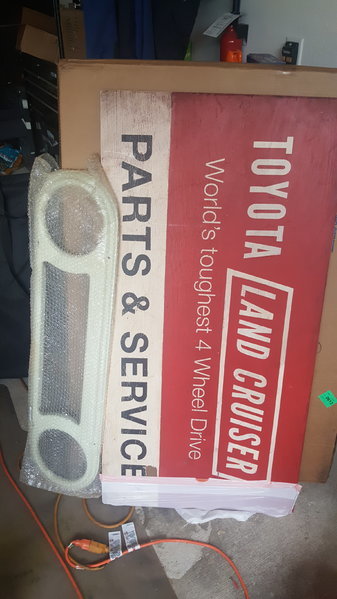 TOYOTA LAND CRUISER
World's toughest 4 Wheel Drive
PARTS & SERVICE